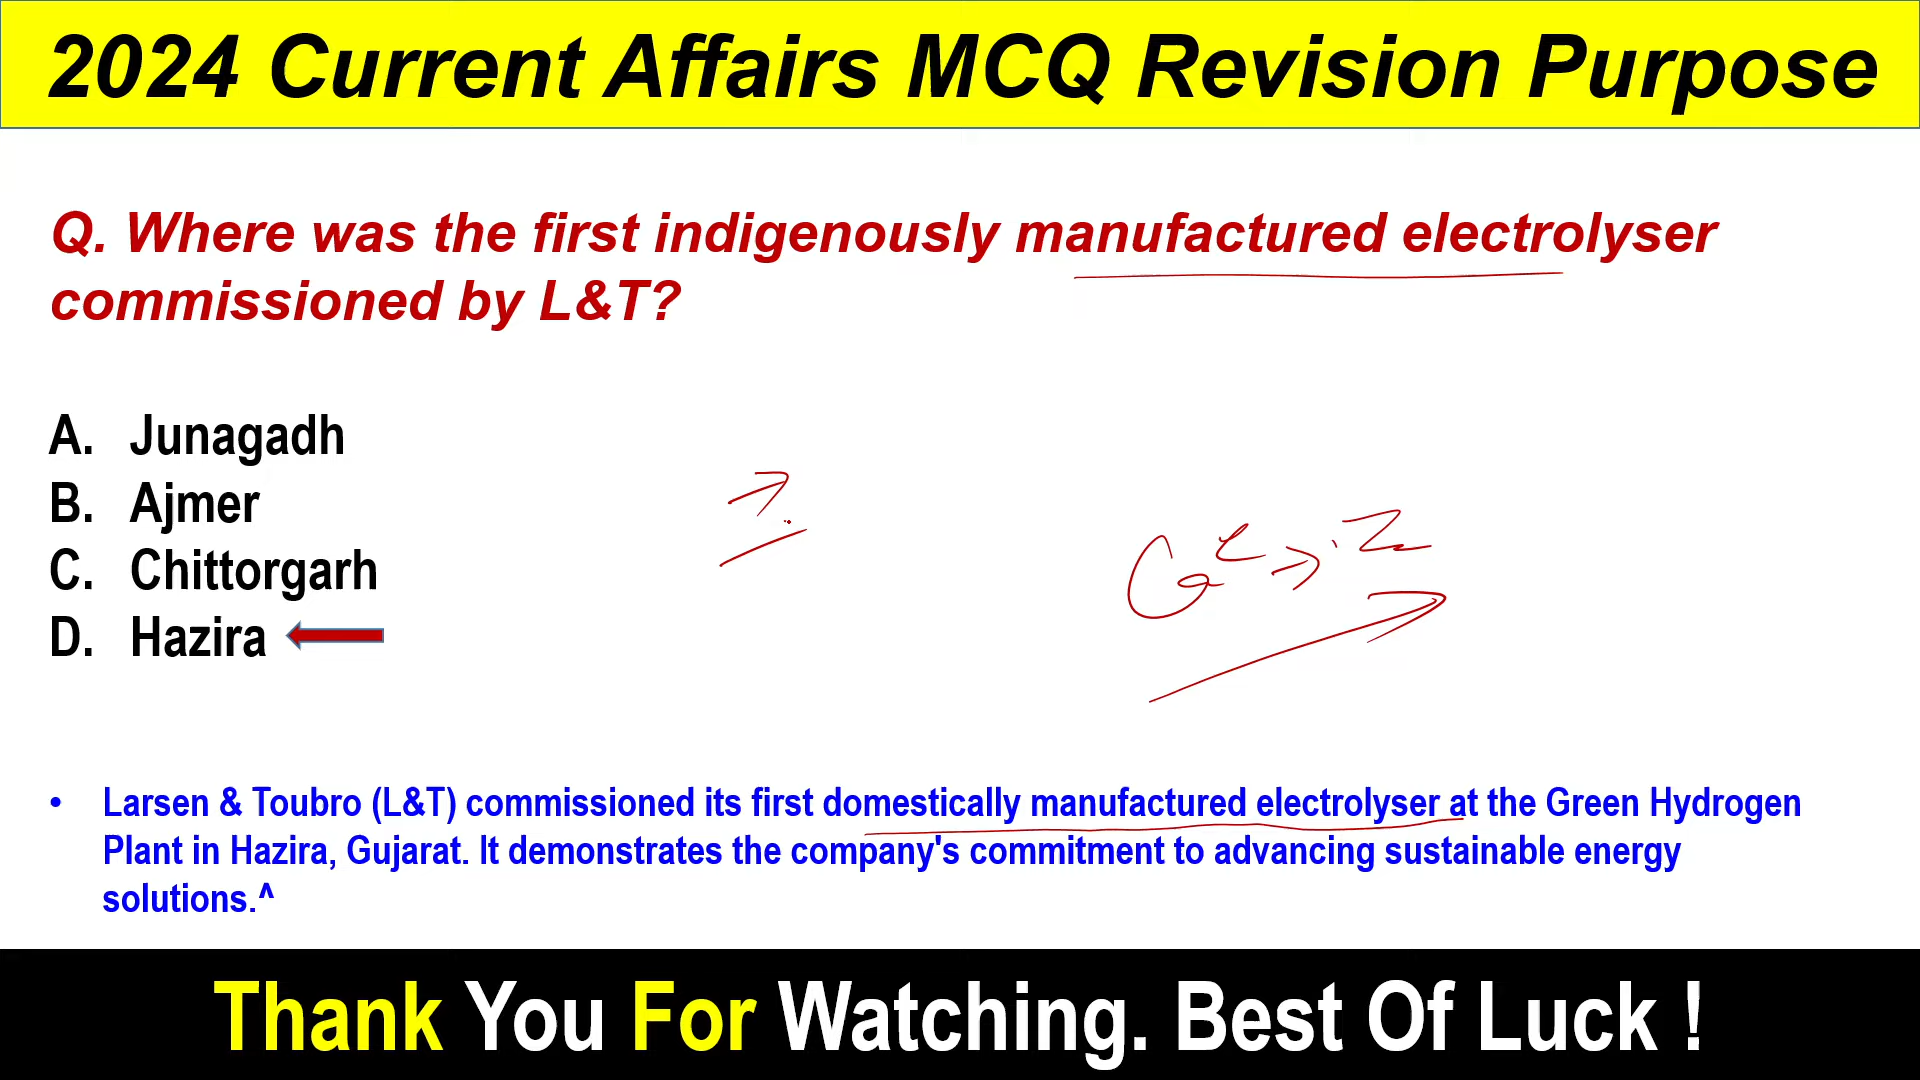 2024 Current Affairs MCQ Revision Purpose
Q. Where was the first indigenously manufactured electrolyser
commissioned by L&T?
A. Junagadh
B. Ajmer
C. Chittorgarh
D. Hazira
• Larsen & Toubro (L&T) commissioned its first domestically manufactured electrolyser at the Green Hydrogen
Plant in Hazira, Gujarat. It demonstrates the company's commitment to advancing sustainable energy
solutions.^
Thank You For Watching. Best Of Luck !